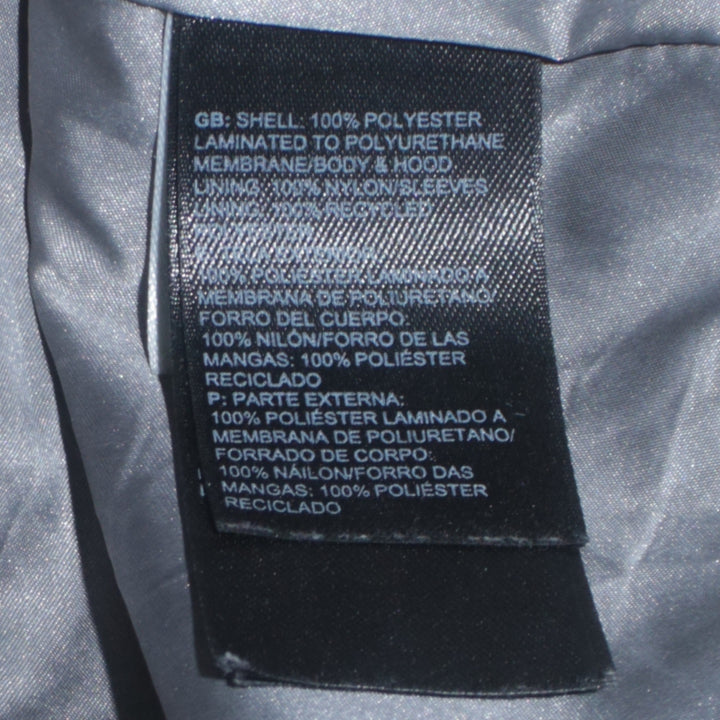 GB: SHELL: 100% POLYESTER
LAMINATED TO POLYURETHANE
MEMBRANE/BODY & HOOD
LINING: 100% NYLON/SLEEVES
LINING: 100% RECYCLED
POLYESTER
EXTERIOR:
100% POLIÉSTER LAMINADO A
MEMBRANA DE POLIURETANO/
FORRO DEL CUERPO:
100% NILÓN/FORRO DE LAS
MANGAS: 100% POLIÉSTER
RECICLADO
P: PARTE EXTERNA:
100% POLIÉSTER LAMINADO A
MEMBRANA DE POLIURETANO/
FORRADO DE CORPO:
100% NÁILON/FORRO DAS
MANGAS: 100% POLIÉSTER
RECICLADO